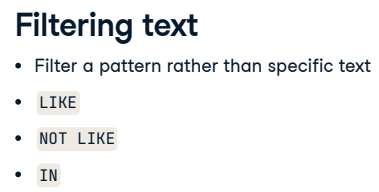 Filtering text
• Filter a pattern rather than specific text
• LIKE
• NOT LIKE
• IN